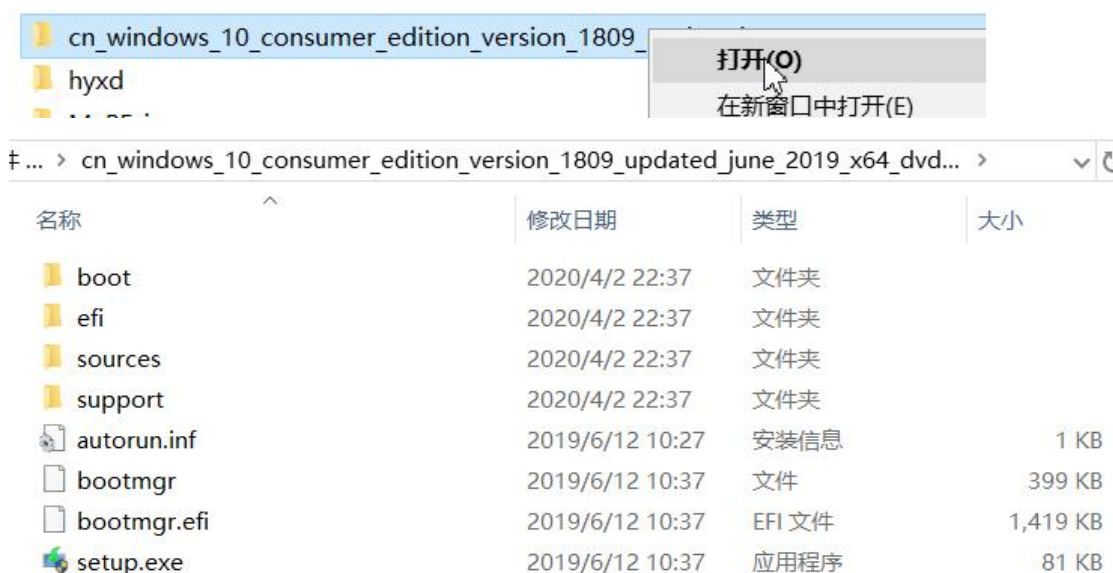 cn_windows_10_consumer_edition_version_1809_
打开(O)
hyxd
在新窗口中打开(E)
... > cn_windows_10_consumer_edition_version_1809_updated_june_2019_x64_dvd... >
名称 修改日期 类型 大小
boot 2020/4/2 22:37 文件夹
efi 2020/4/2 22:37 文件夹
sources 2020/4/2 22:37 文件夹
support 2020/4/2 22:37 文件夹
autorun.inf 2019/6/12 10:27 安装信息 1 KB
bootmgr 2019/6/12 10:37 文件 399 KB
bootmgr.efi 2019/6/12 10:37 EFI 文件 1,419 KB
setup.exe 2019/6/12 10:37 应用程序 81 KB